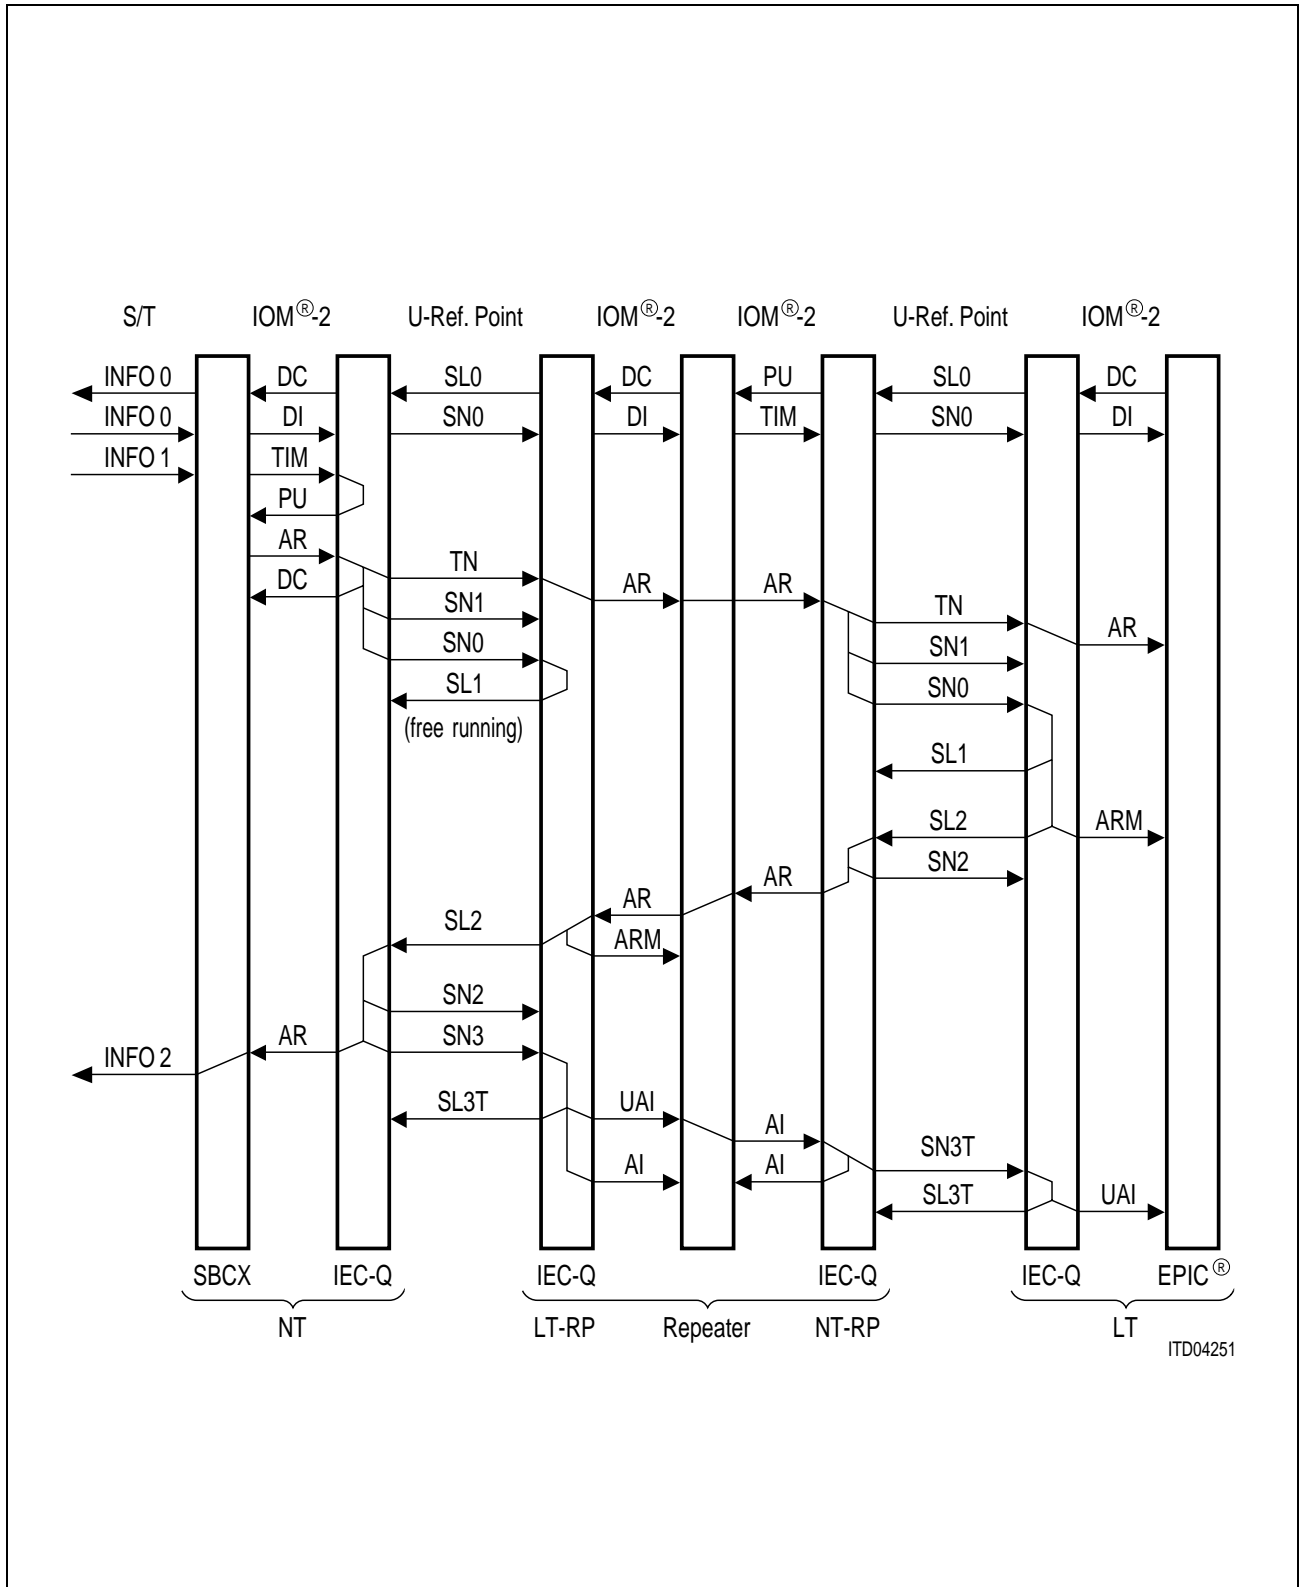 S/T IOM®-2 U-Ref. Point IOM®-2 IOM®-2 U-Ref. Point IOM®-2
INFO 0 DC SL0 DC PU SL0 DC
INFO 0 DI SN0 DI TIM SN0 DI
INFO 1 TIM
PU
AR
TN
DC AR AR
SN1 TN
AR
SN0 SN1
SL1 SN0
(free running)
SL1
SL2 ARM
SN2
AR
AR
SL2
ARM
SN2
AR SN3
INFO 2
SL3T UAI
AI
SN3T
AI AI
SL3T UAI
SBCX IEC-Q IEC-Q IEC-Q IEC-Q EPIC®
NT LT-RP Repeater NT-RP LT
ITD04251